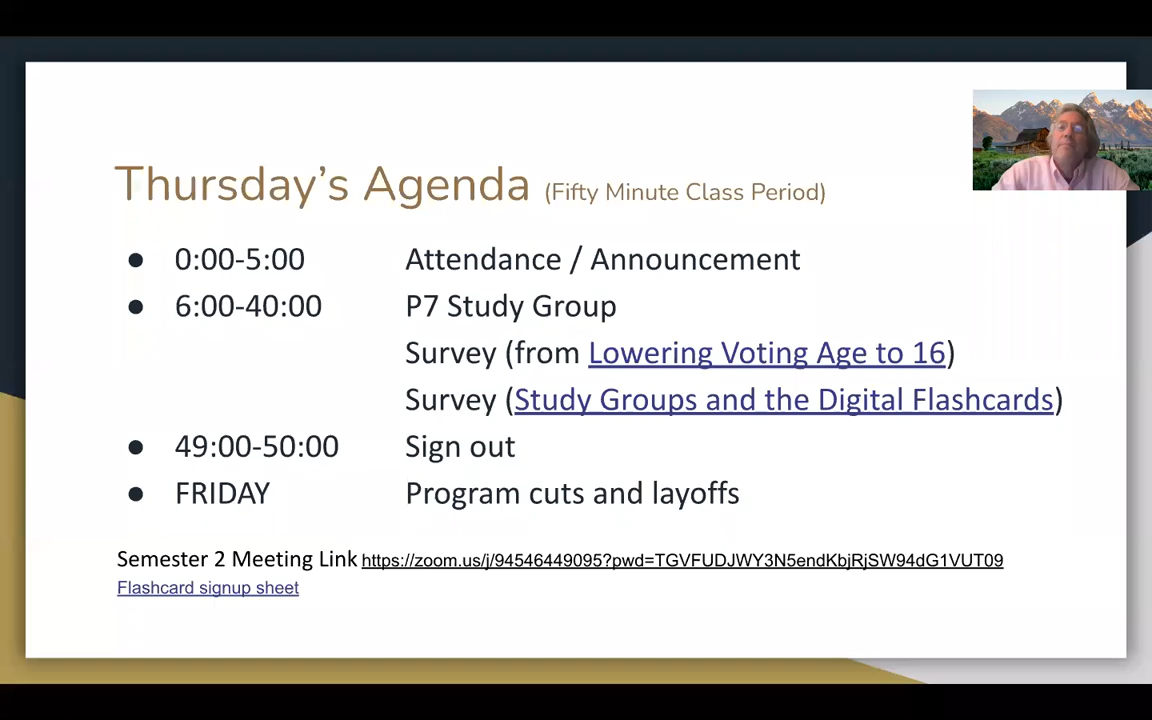 Thursday's Agenda (Fifty Minute Class Period)
● 0:00-5:00 Attendance / Announcement
● 6:00-40:00 P7 Study Group
Survey (from Lowering Voting Age to 16)
Survey (Study Groups and the Digital Flashcards)
● 49:00-50:00 Sign out
● FRIDAY Program cuts and layoffs
Semester 2 Meeting Link https://zoom.us/j/94546449095?pwd=TGVFUDJWY3N5endKbjRjSW94dG1VUT09
Flashcard signup sheet